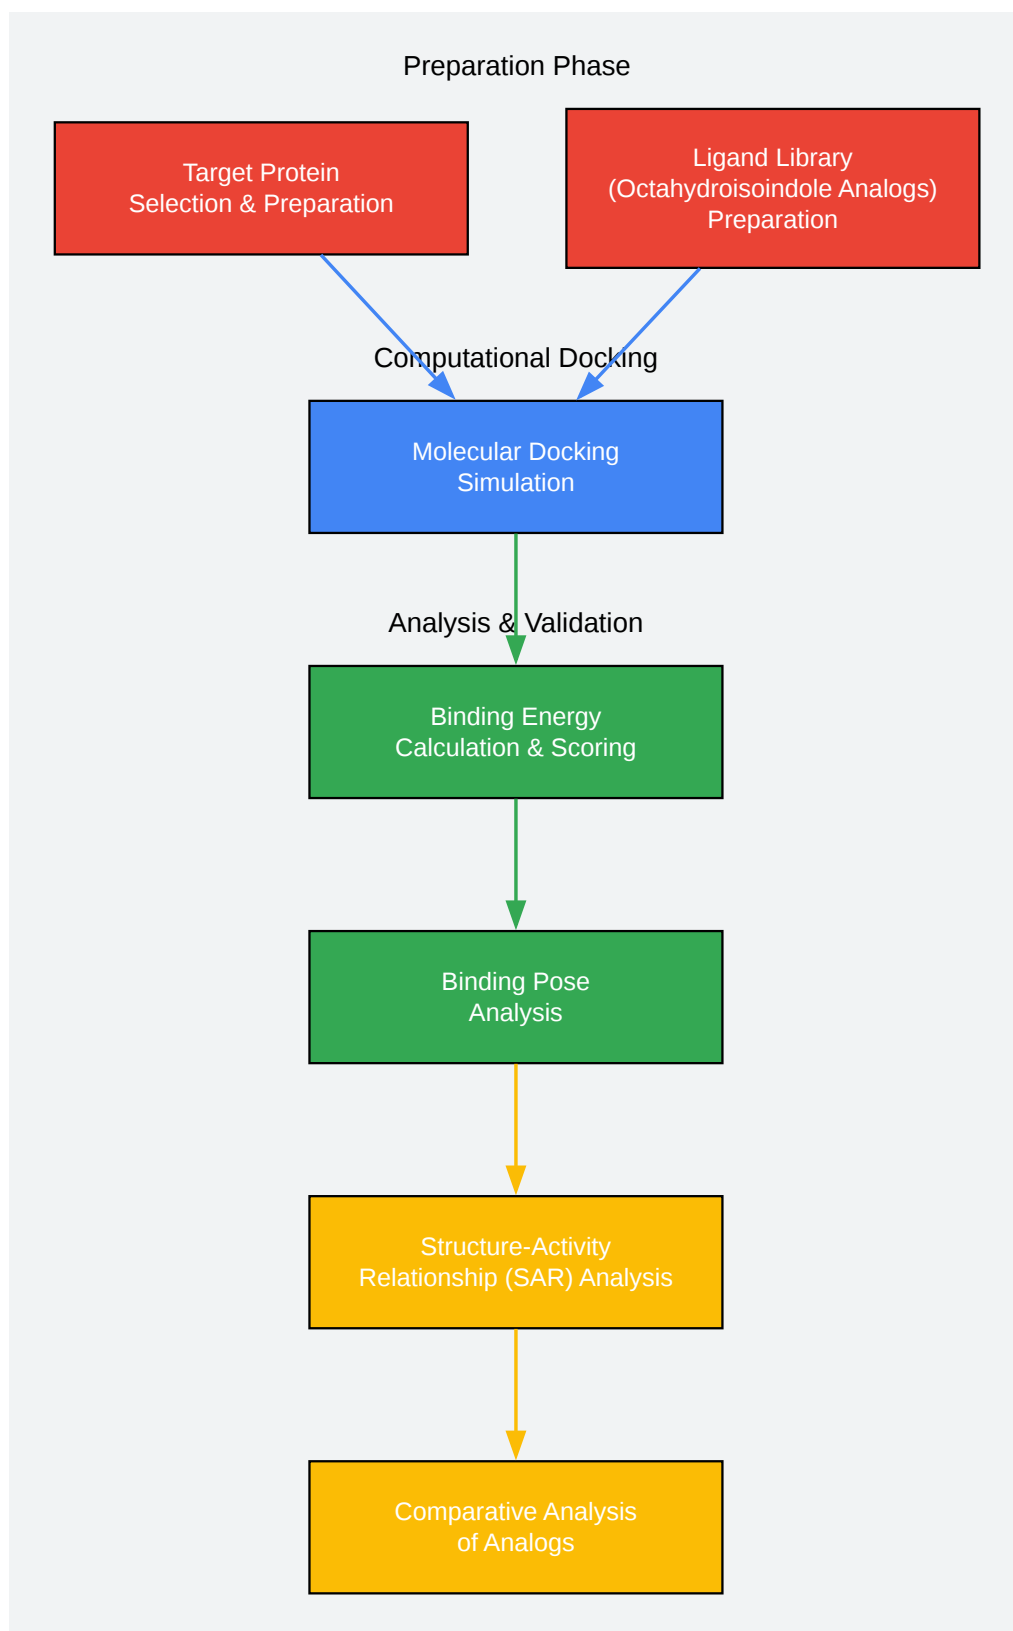 Preparation Phase
Target Protein
Selection & Preparation
Ligand Library
(Octahydroisoindole Analogs)
Preparation
Computational Docking
Molecular Docking
Simulation
Analysis & Validation
Binding Energy
Calculation & Scoring
Binding Pose
Analysis
Structure-Activity
Relationship (SAR) Analysis
Comparative Analysis
of Analogs